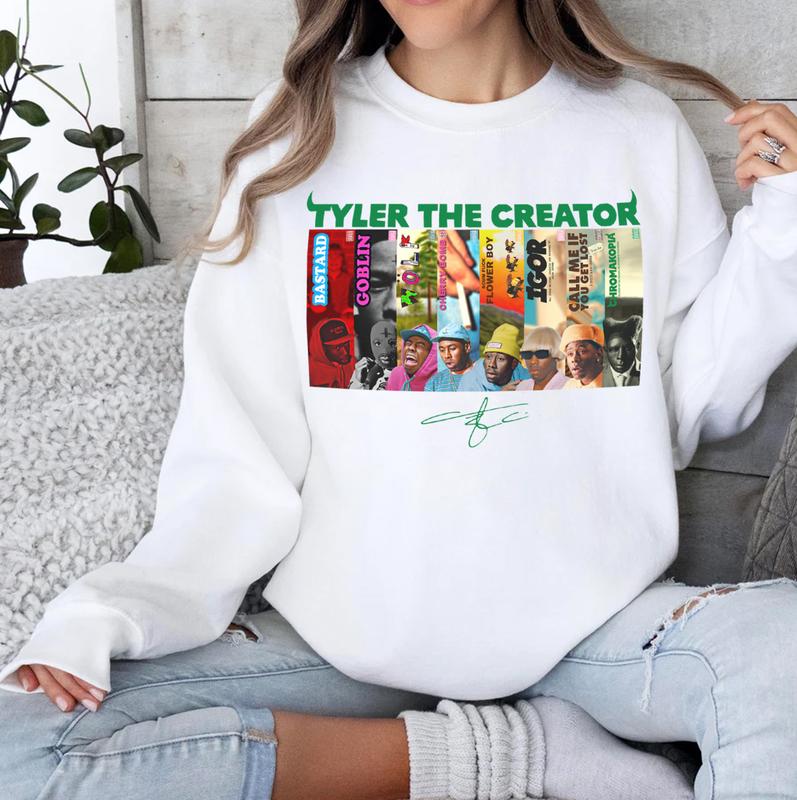 TYLER THE CREATOR
BASTARD
GOBLIN
WOLF
CHERRY BOMB
FLOWER BOY
IGOR
CALL ME IF
YOU GET LOST
CHROMAKOPIA